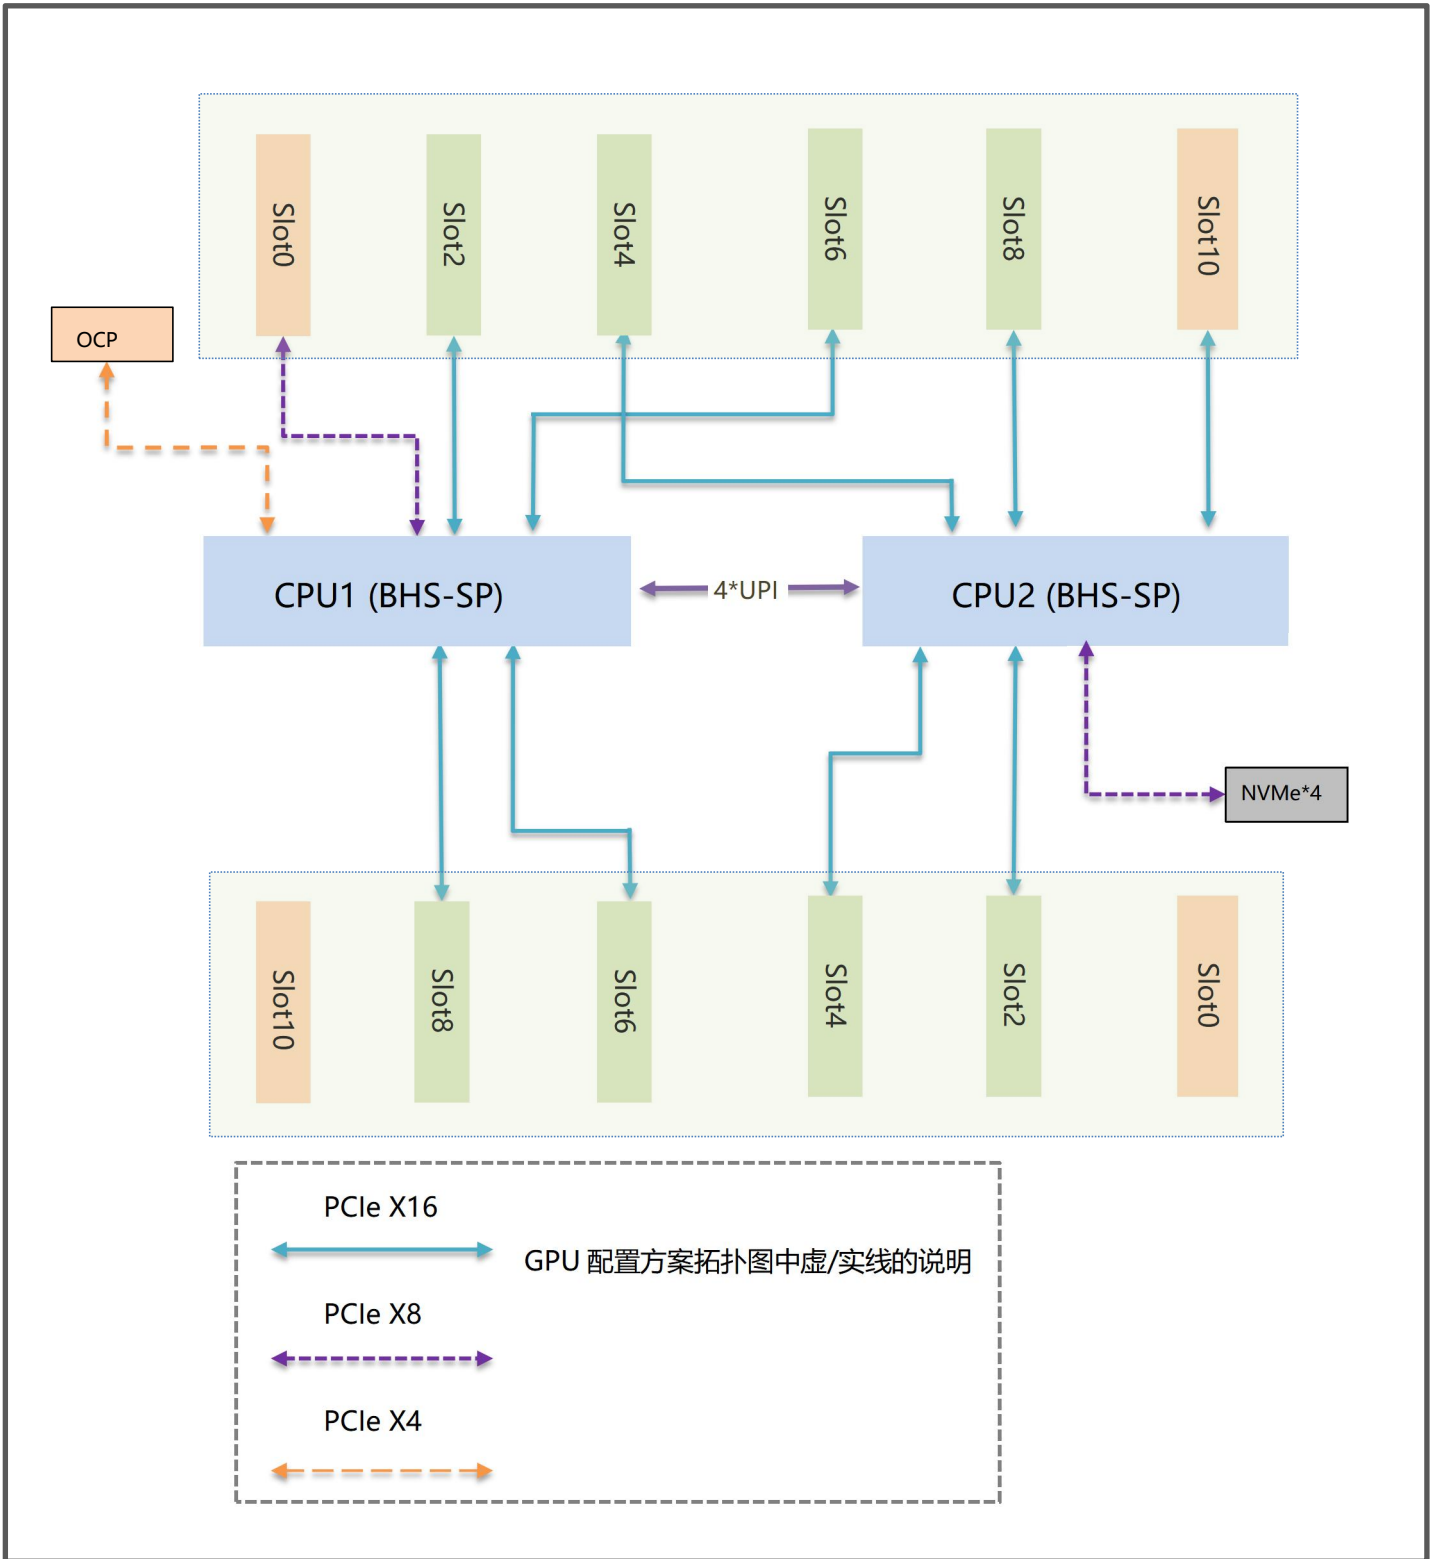 Slot0
Slot2
Slot4
Slot6
Slot8
Slot10
OCP
CPU1 (BHS-SP)
4*UPI
CPU2 (BHS-SP)
NVMe*4
Slot10
Slot8
Slot6
Slot4
Slot2
Slot0
PCIe X16
GPU 配置方案拓扑图中虚/实线的说明
PCIe X8
PCIe X4